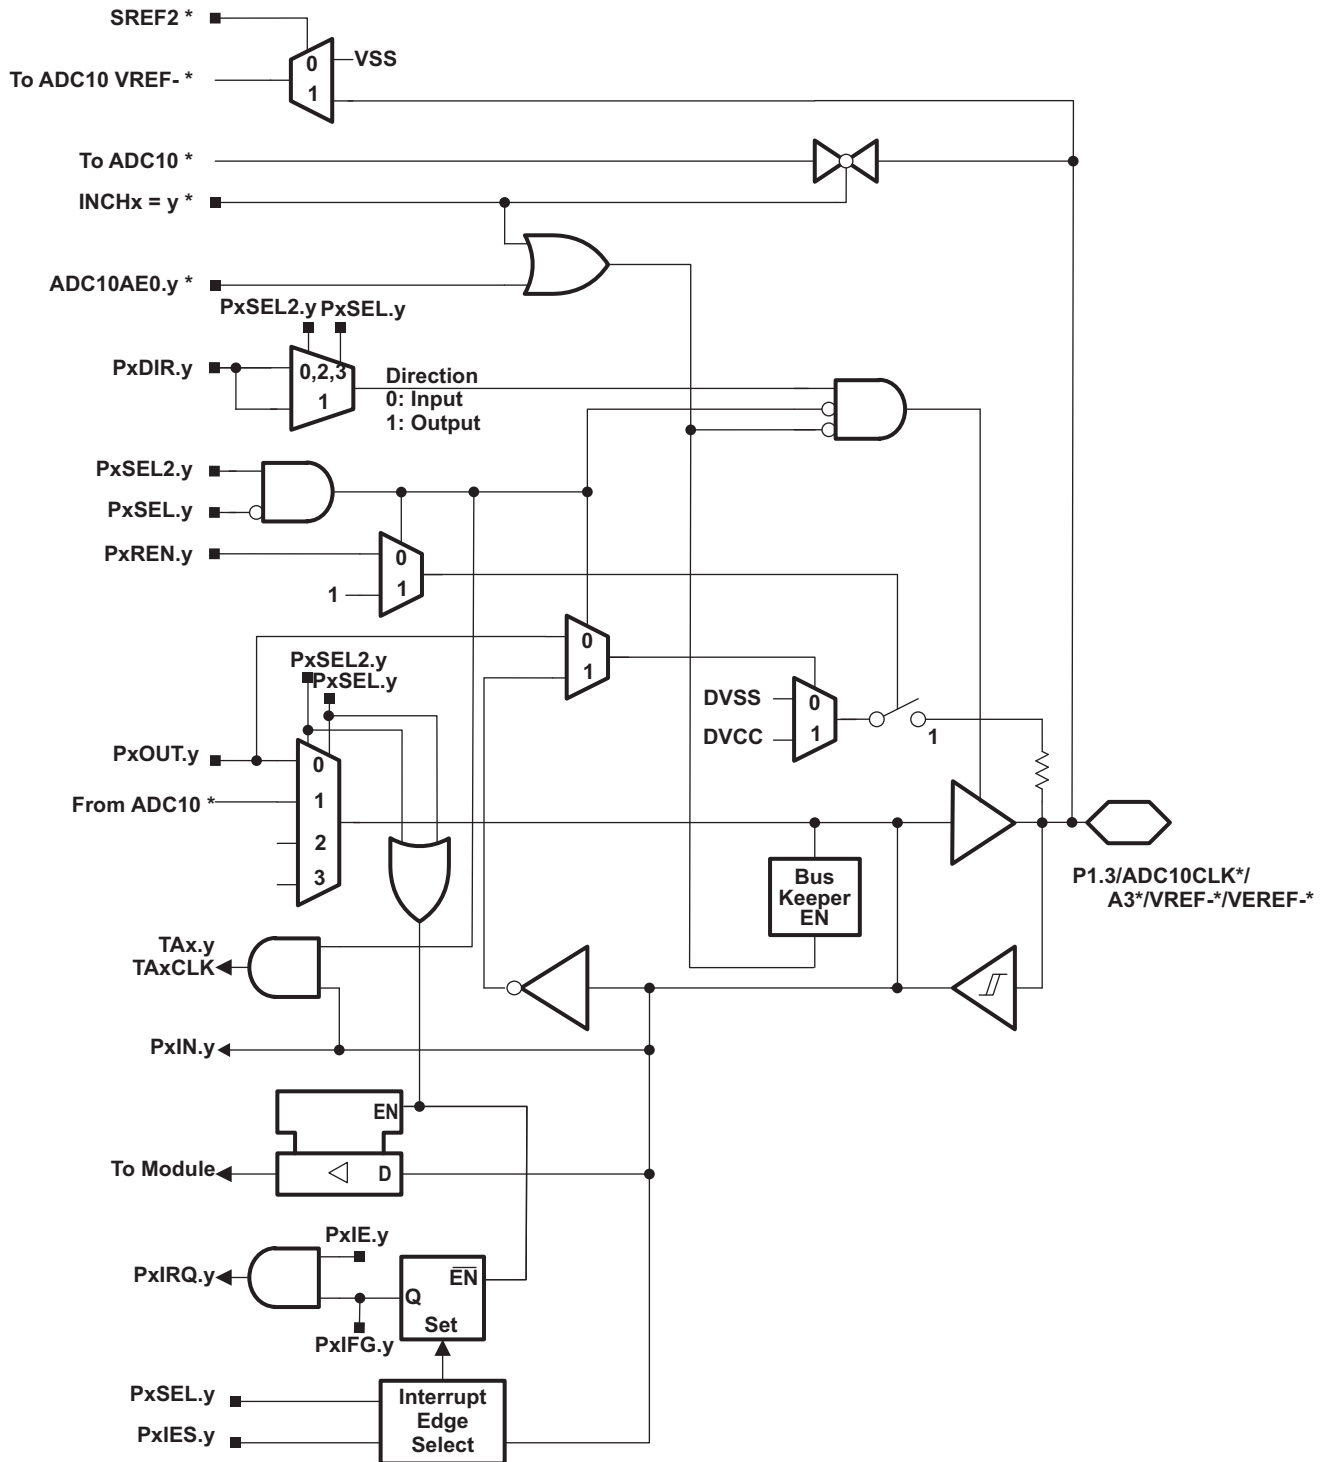 SREF2 *
0
VSS
To ADC10 VREF- *
1
To ADC10 *
INCHx = y *
ADC10AE0.y *
PxSEL2.y PxSEL.y
PxDIR.y
0,2,3
1
Direction
0: Input
1: Output
PxSEL2.y
PxSEL.y
PxREN.y
0
1
1
0
1
PxSEL2.y
PxSEL.y
DVSS
0
DVCC
1
1
PxOUT.y
0
From ADC10 *
1
2
3
Bus
Keeper
EN
P1.3/ADC10CLK*/
A3*/VREF-*/VEREF-*
TAx.y
TAxCLK
PxIN.y
EN
To Module
D
PxIE.y
PxIRQ.y
EN
Q
Set
PxIFG.y
PxSEL.y
PxIES.y
Interrupt
Edge
Select